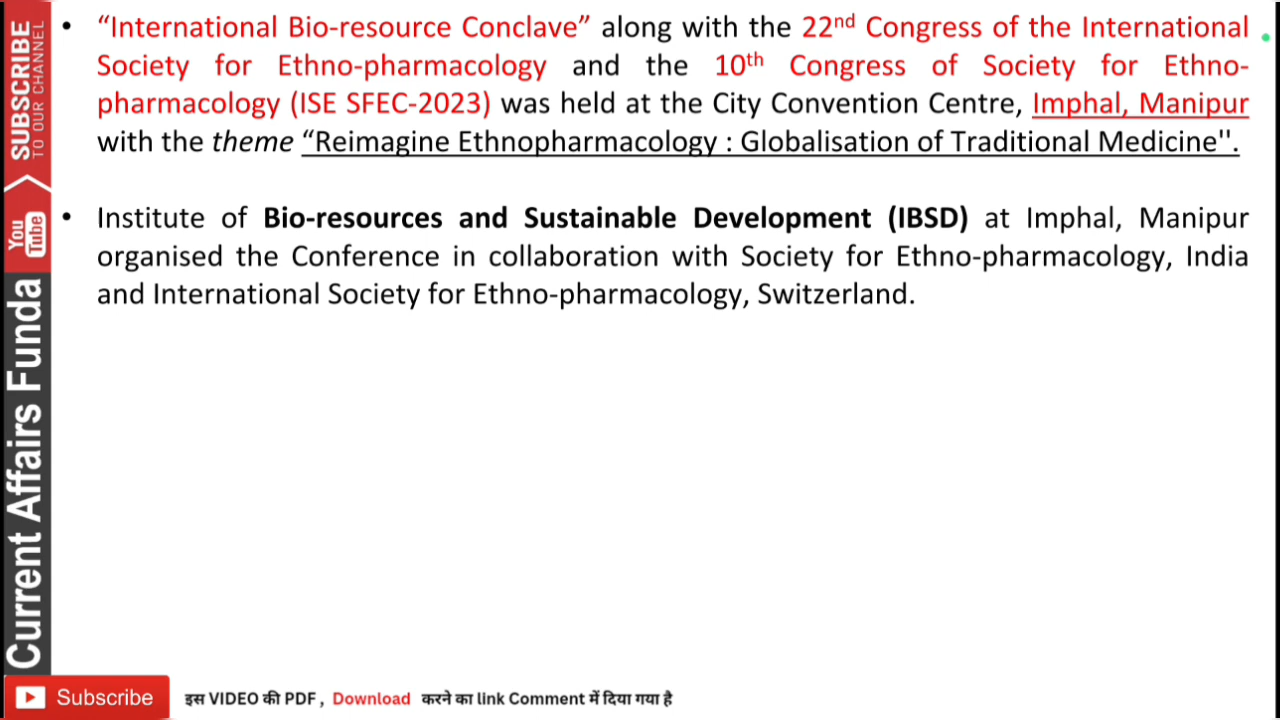 • “International Bio-resource Conclave” along with the 22nd Congress of the International
Society for Ethno-pharmacology and the 10th Congress of Society for Ethno-
pharmacology (ISE SFEC-2023) was held at the City Convention Centre, Imphal, Manipur
with the theme “Reimagine Ethnopharmacology : Globalisation of Traditional Medicine''.
• Institute of Bio-resources and Sustainable Development (IBSD) at Imphal, Manipur
organised the Conference in collaboration with Society for Ethno-pharmacology, India
and International Society for Ethno-pharmacology, Switzerland.
SUBSCRIBE
TO OUR CHANNEL
You
Tube
Current Affairs Funda
Subscribe
इस VIDEO की PDF , Download करने का link Comment में दिया गया है